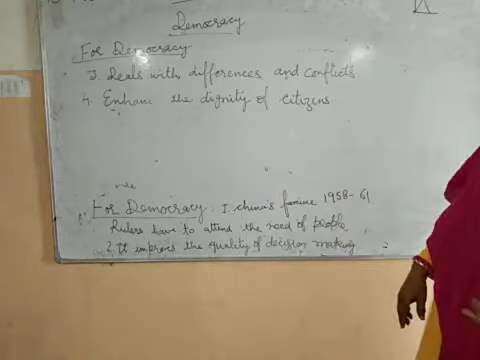 Democracy
For Democracy
3. Deals with differences and conflicts
4. Enhanc the dignity of citizens
For Democracy : 1 china's famine 1958-61
Rulers have to attend the need of people
2 It improves the quality of decision making